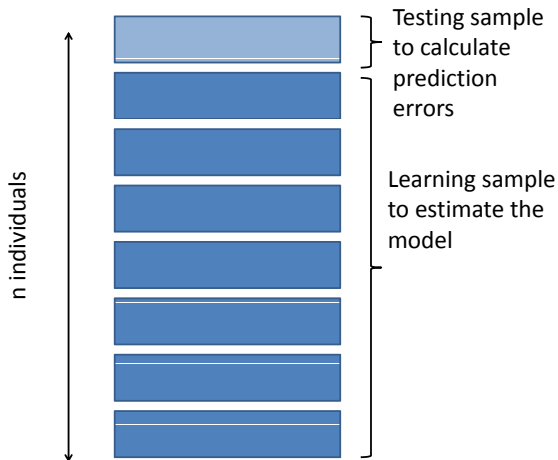 Testing sample
to calculate
prediction
errors
Learning sample
to estimate the
model
n individuals